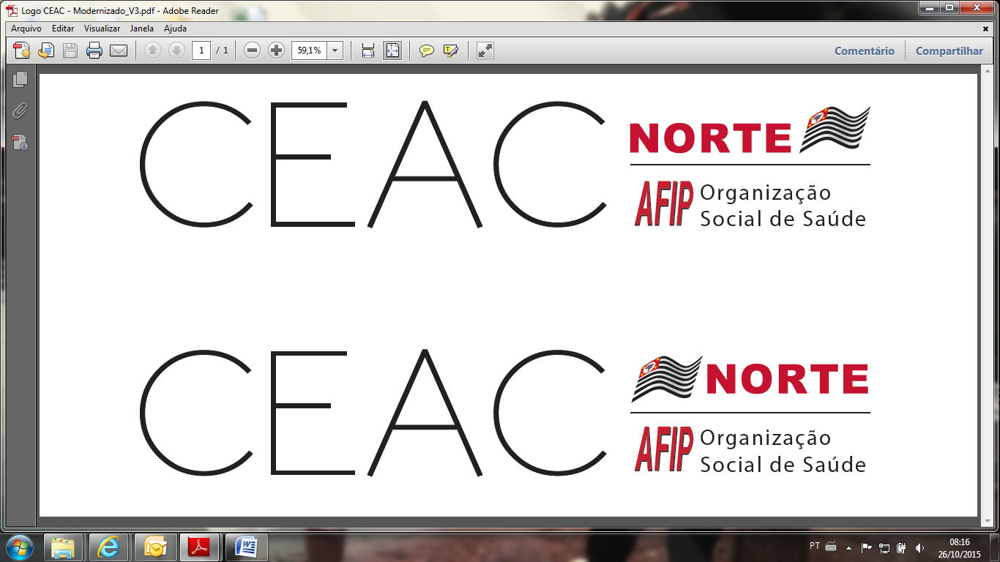 Logo CEAC - Modernizado_V3.pdf - Adobe Reader
Arquivo Editar Visualizar Janela Ajuda
1 / 1 59,1% Comentário Compartilhar
CEAC NORTE
AFIP Organização
Social de Saúde
CEAC NORTE
AFIP Organização
Social de Saúde
PT 08:16
26/10/2015